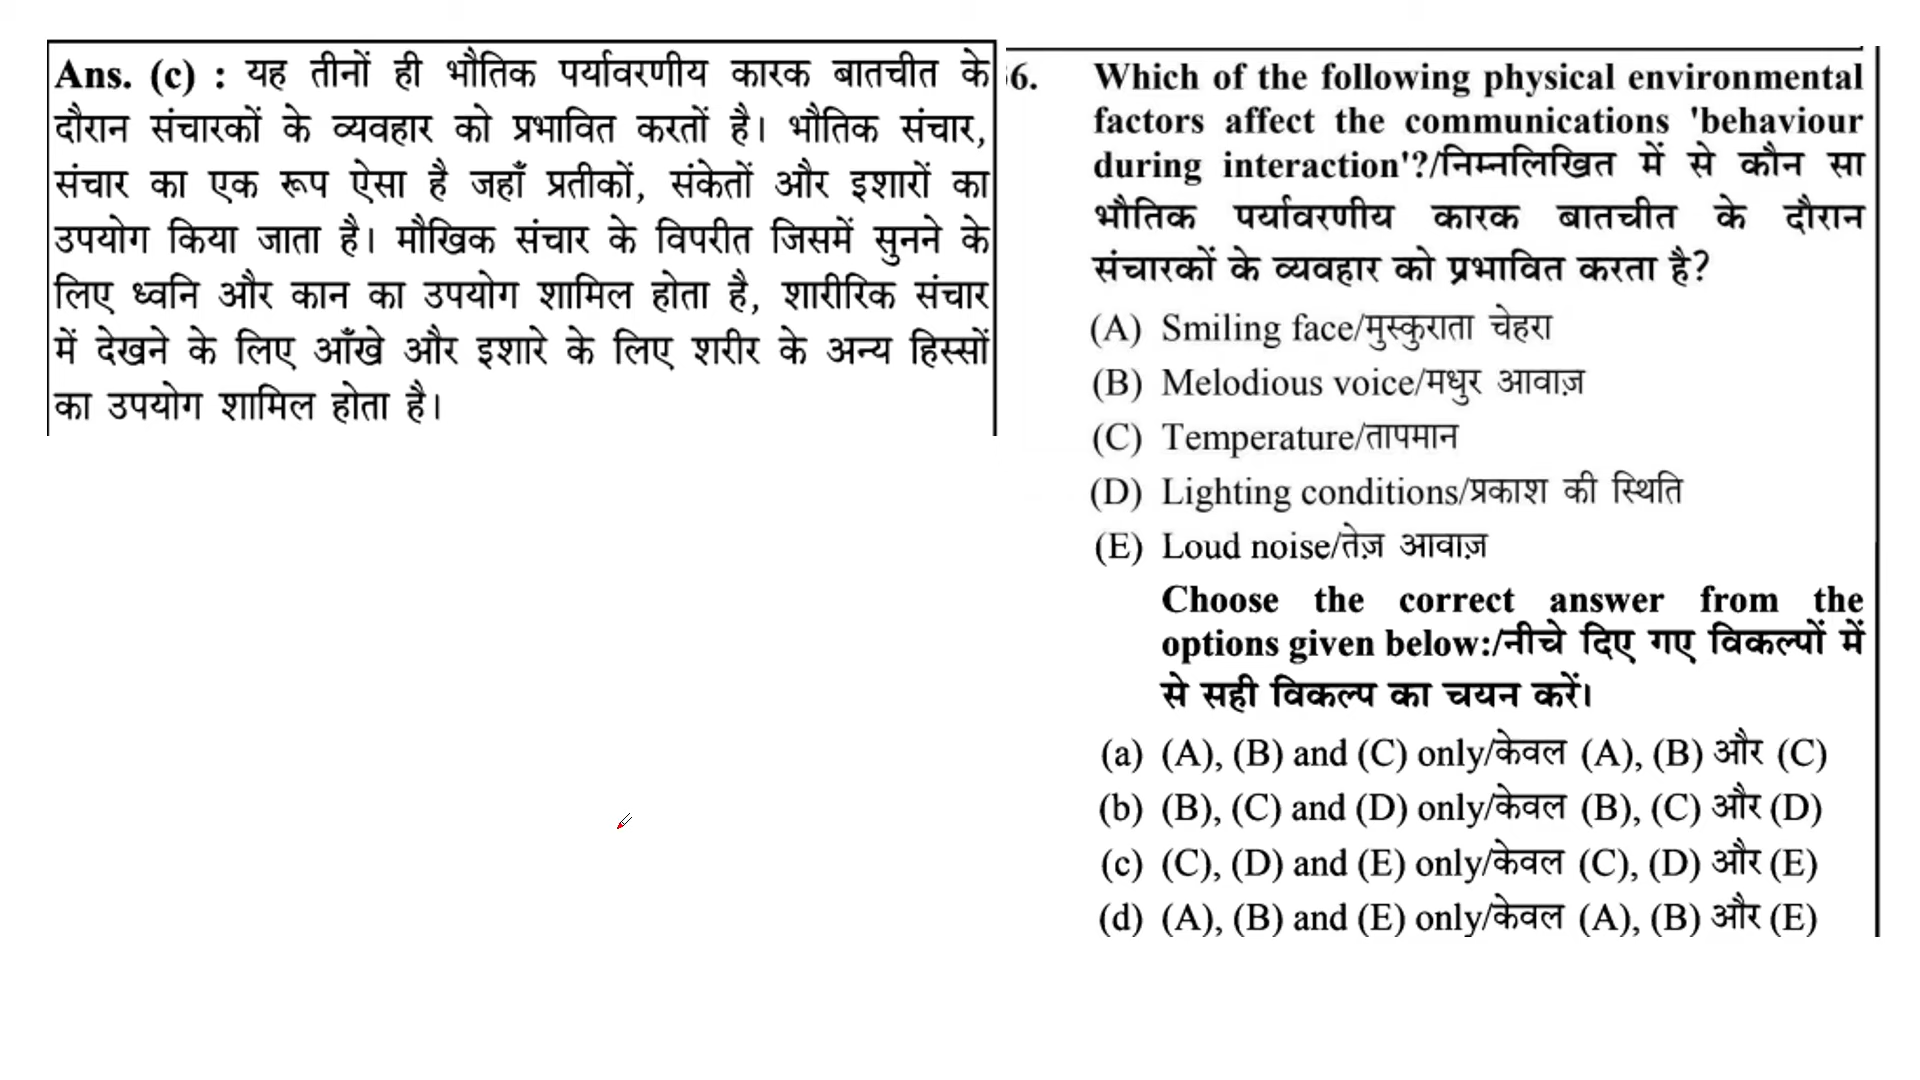 Ans. (c) : यह तीनों ही भौतिक पर्यावरणीय कारक बातचीत के
दौरान संचारकों के व्यवहार को प्रभावित करतों है। भौतिक संचार,
संचार का एक रूप ऐसा है जहाँ प्रतीकों, संकेतों और इशारों का
उपयोग किया जाता है। मौखिक संचार के विपरीत जिसमें सुनने के
लिए ध्वनि और कान का उपयोग शामिल होता है, शारीरिक संचार
में देखने के लिए आँखे और इशारे के लिए शरीर के अन्य हिस्सों
का उपयोग शामिल होता है।
6. Which of the following physical environmental
factors affect the communications 'behaviour
during interaction'?/निम्नलिखित में से कौन सा
भौतिक पर्यावरणीय कारक बातचीत के दौरान
संचारकों के व्यवहार को प्रभावित करता है?
(A) Smiling face/मुस्कुराता चेहरा
(B) Melodious voice/मधुर आवाज़
(C) Temperature/तापमान
(D) Lighting conditions/प्रकाश की स्थिति
(E) Loud noise/तेज़ आवाज़
Choose the correct answer from the
options given below:/नीचे दिए गए विकल्पों में
से सही विकल्प का चयन करें।
(a) (A), (B) and (C) only/केवल (A), (B) और (C)
(b) (B), (C) and (D) only/केवल (B), (C) और (D)
(c) (C), (D) and (E) only/केवल (C), (D) और (E)
(d) (A), (B) and (E) only/केवल (A), (B) और (E)